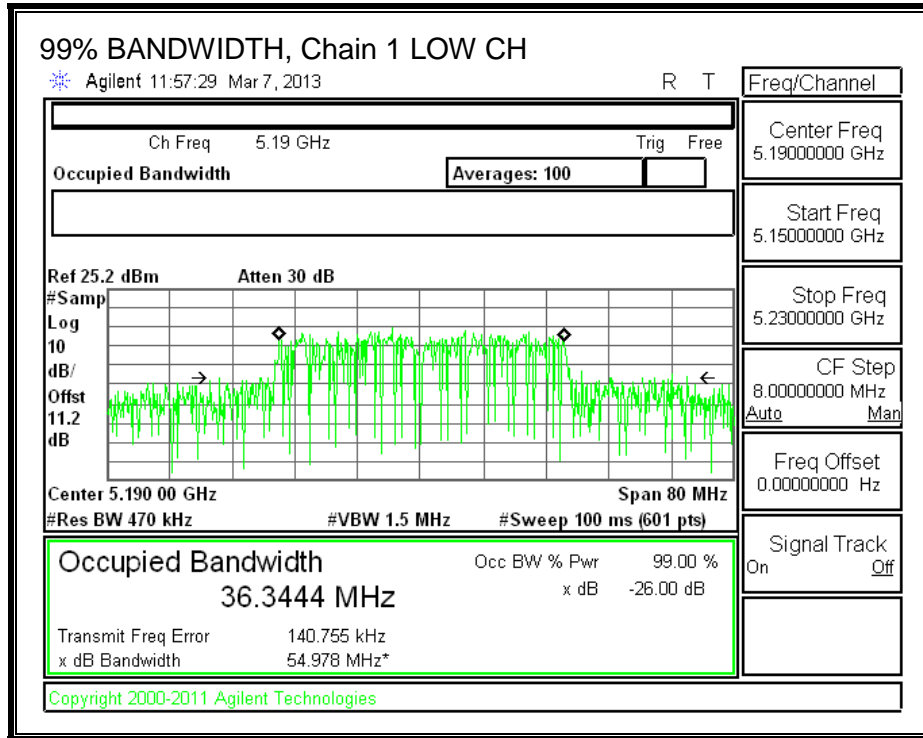 99% BANDWIDTH, Chain 1 LOW CH
Agilent 11:57:29 Mar 7, 2013 R T
Freq/Channel
Ch Freq 5.19 GHz Trig Free
Occupied Bandwidth Averages: 100
Center Freq
5.19000000 GHz
Start Freq
5.15000000 GHz
Ref 25.2 dBm Atten 30 dB
#Samp
Log
10
dB/
Offst
11.2
dB
Stop Freq
5.23000000 GHz
CF Step
8.00000000 MHz
Auto Man
Center 5.190 00 GHz Span 80 MHz
#Res BW 470 kHz #VBW 1.5 MHz #Sweep 100 ms (601 pts)
Freq Offset
0.00000000 Hz
Occupied Bandwidth Occ BW % Pwr 99.00 %
36.3444 MHz x dB -26.00 dB
Signal Track
On Off
Transmit Freq Error 140.755 kHz
x dB Bandwidth 54.978 MHz*
Copyright 2000-2011 Agilent Technologies